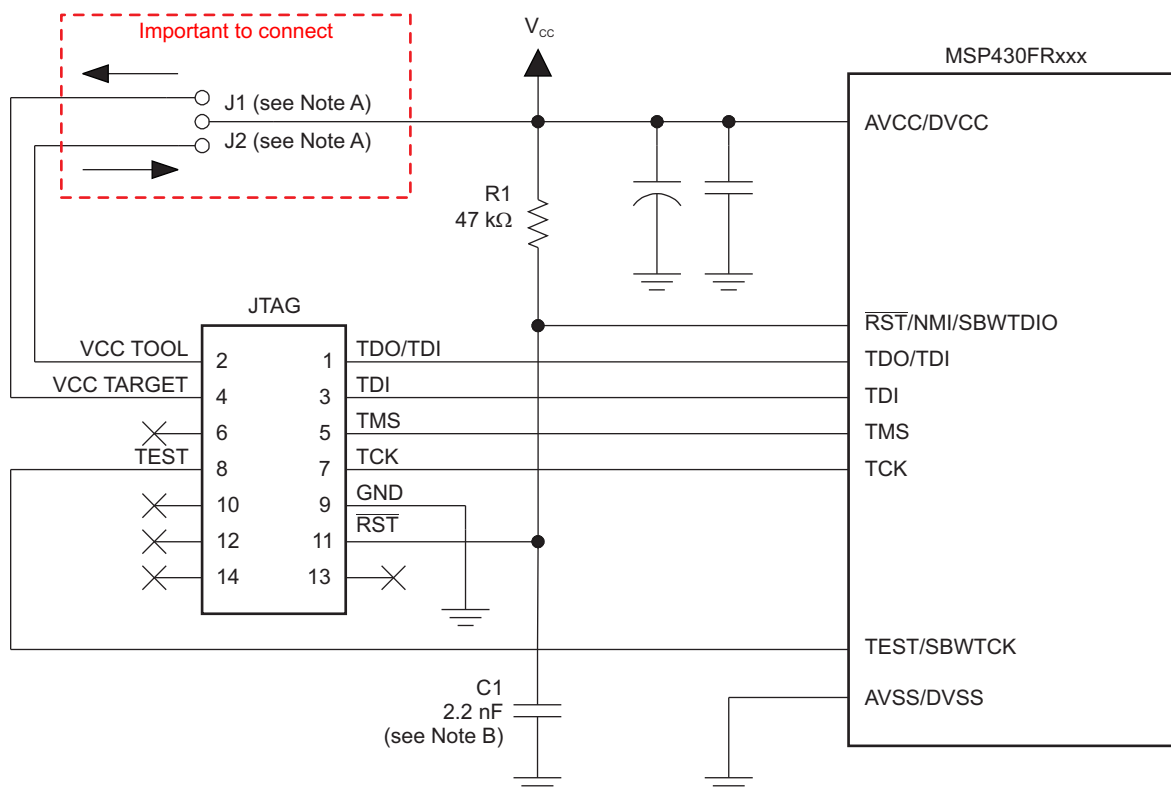 Important to connect
J1 (see Note A)
J2 (see Note A)
VCC
MSP430FRxxx
AVCC/DVCC
R1
47 kΩ
JTAG
R̅S̅T̅/NMI/SBWTDIO
VCC TOOL
2
1
TDO/TDI
TDO/TDI
VCC TARGET
4
3
TDI
TDI
6
5
TMS
TMS
TEST
8
7
TCK
TCK
10
9
GND
12
11
R̅S̅T̅
14
13
TEST/SBWTCK
C1
2.2 nF
(see Note B)
AVSS/DVSS